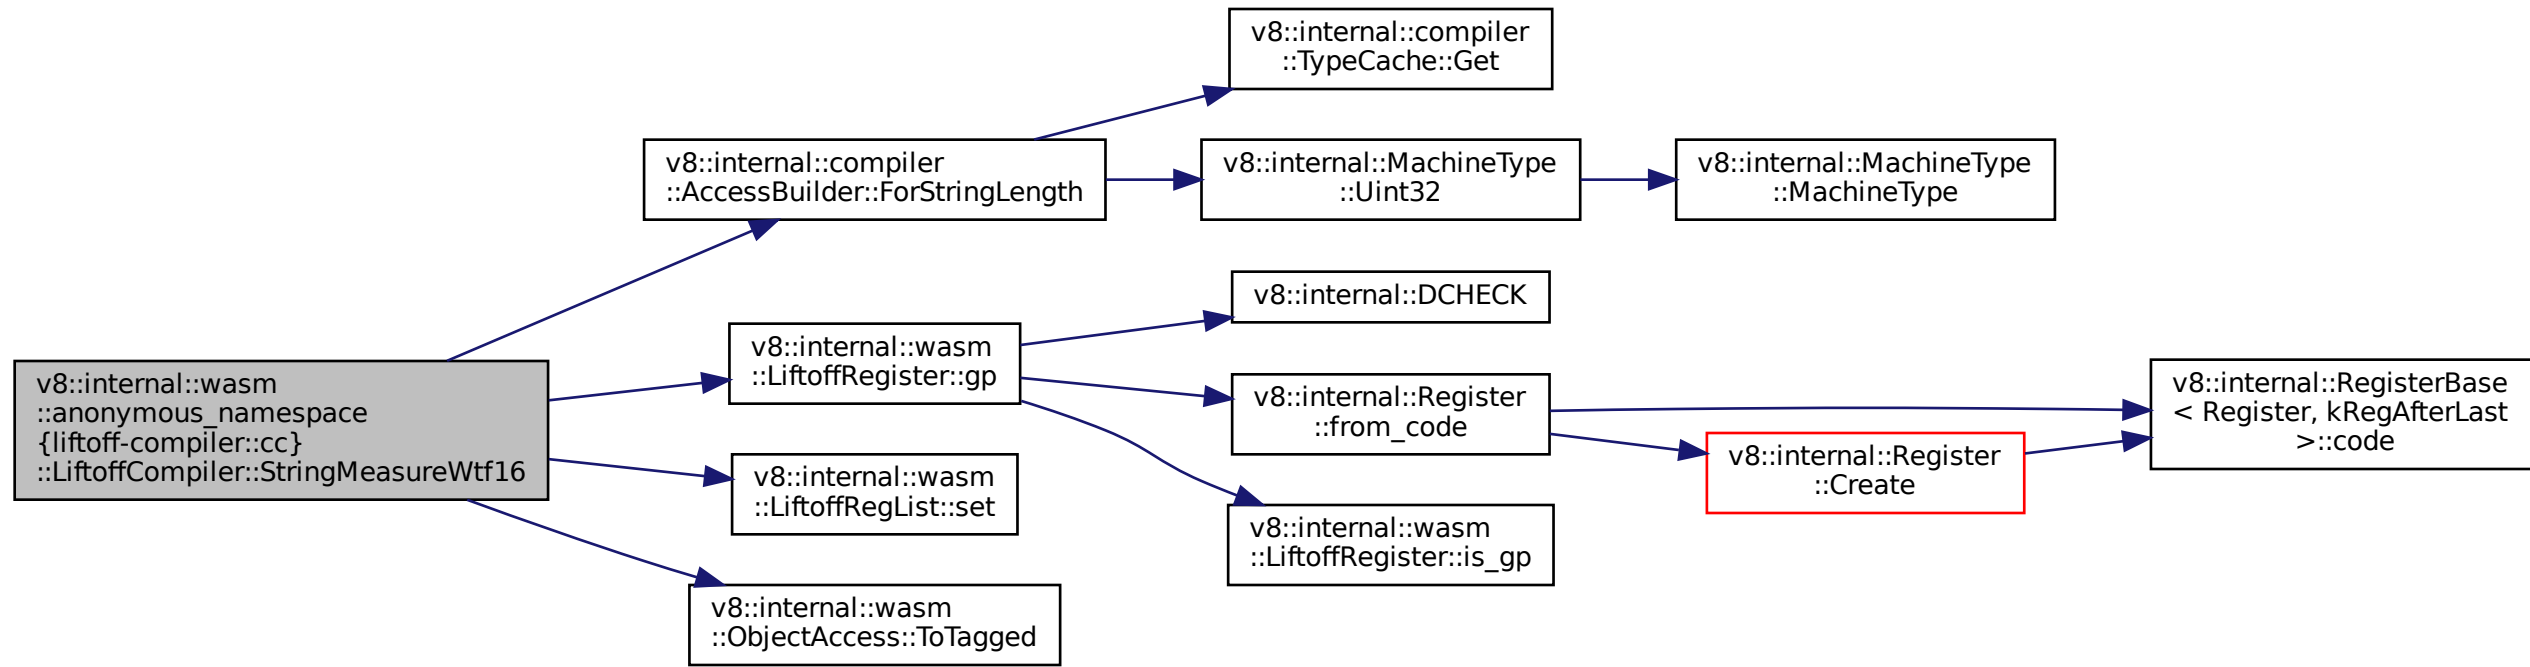 v8::internal::wasm
::anonymous_namespace
{liftoff-compiler::cc}
::LiftoffCompiler::StringMeasureWtf16
v8::internal::compiler
::AccessBuilder::ForStringLength
v8::internal::compiler
::TypeCache::Get
v8::internal::MachineType
::Uint32
v8::internal::MachineType
::MachineType
v8::internal::wasm
::LiftoffRegister::gp
v8::internal::DCHECK
v8::internal::Register
::from_code
v8::internal::RegisterBase
< Register, kRegAfterLast
>::code
v8::internal::Register
::Create
v8::internal::wasm
::LiftoffRegister::is_gp
v8::internal::wasm
::LiftoffRegList::set
v8::internal::wasm
::ObjectAccess::ToTagged